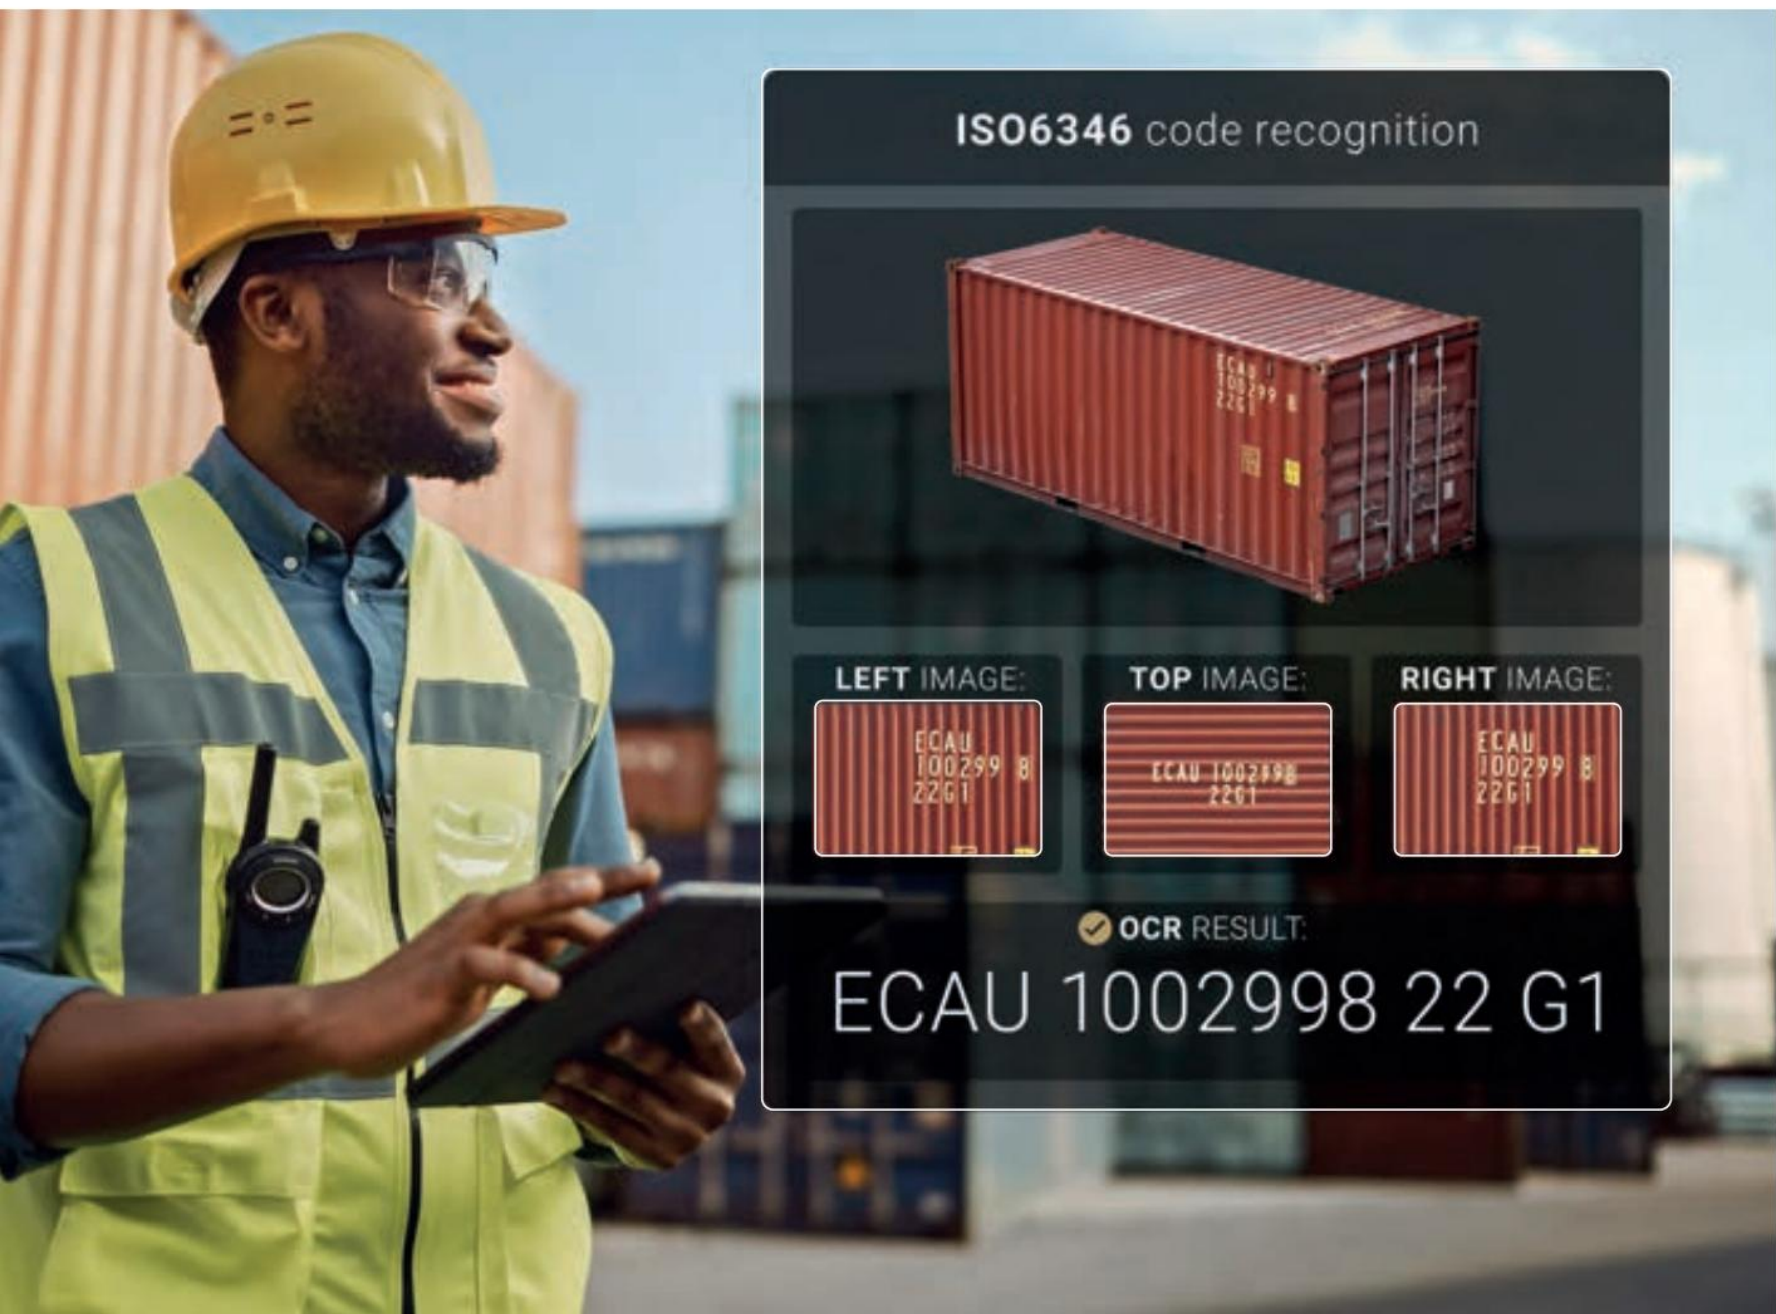 ISO6346 code recognition
ECAU
100299 8
22G1
LEFT IMAGE:
ECAU
100299 8
22G1
TOP IMAGE:
ECAU 1002998
22G1
RIGHT IMAGE:
ECAU
100299 8
22G1
OCR RESULT:
ECAU 1002998 22 G1